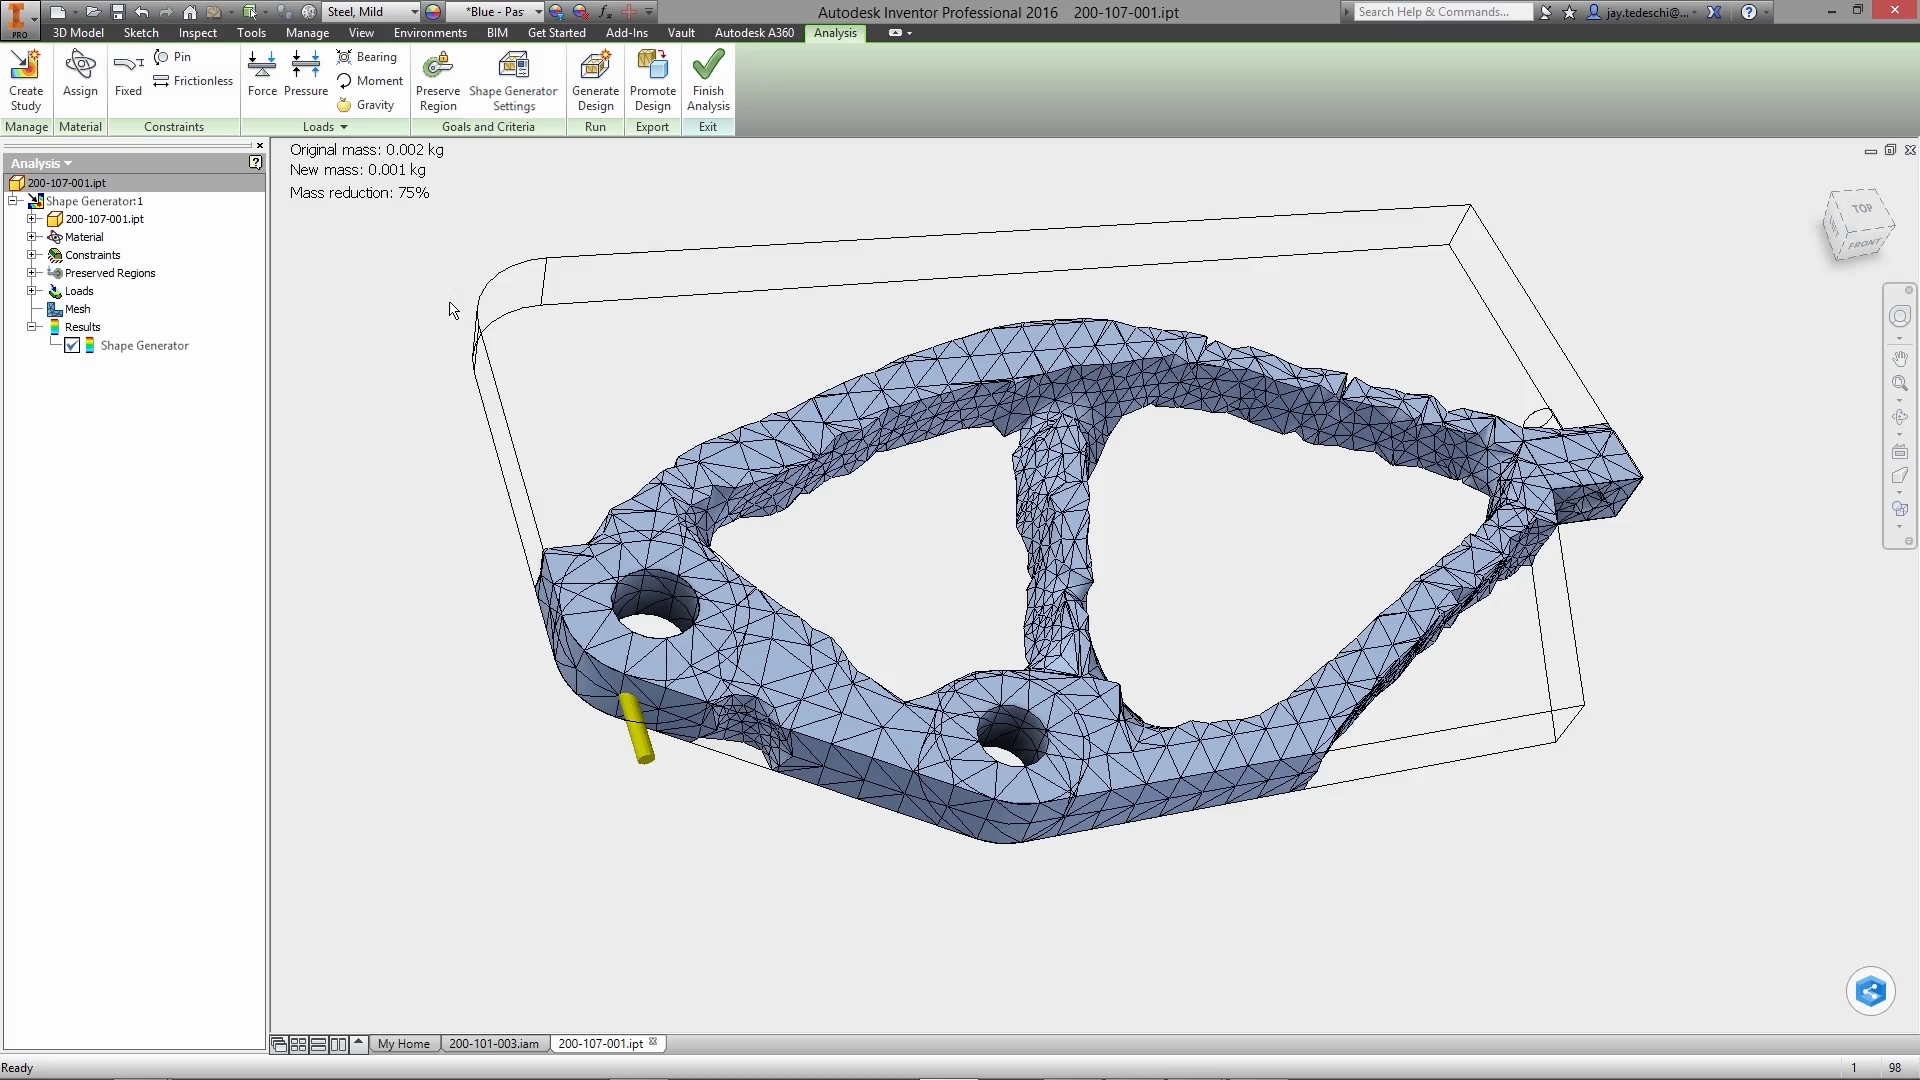 Steel, Mild
*Blue - Pas
Autodesk Inventor Professional 2016 200-107-001.ipt
Search Help & Commands...
jay.tedeschi@...
PRO
3D Model Sketch Inspect Tools Manage View Environments BIM Get Started Add-Ins Vault Autodesk A360 Analysis
Create Study
Assign
Fixed
Pin
Frictionless
Force
Pressure
Bearing
Moment
Gravity
Preserve Region
Shape Generator Settings
Generate Design
Promote Design
Finish Analysis
Manage Material Constraints Loads Goals and Criteria Run Export Exit
Analysis
200-107-001.ipt
Shape Generator:1
200-107-001.ipt
Material
Constraints
Preserved Regions
Loads
Mesh
Results
Shape Generator
Original mass: 0.002 kg
New mass: 0.001 kg
Mass reduction: 75%
TOP
FRONT
My Home 200-101-003.iam 200-107-001.ipt
Ready
1 98